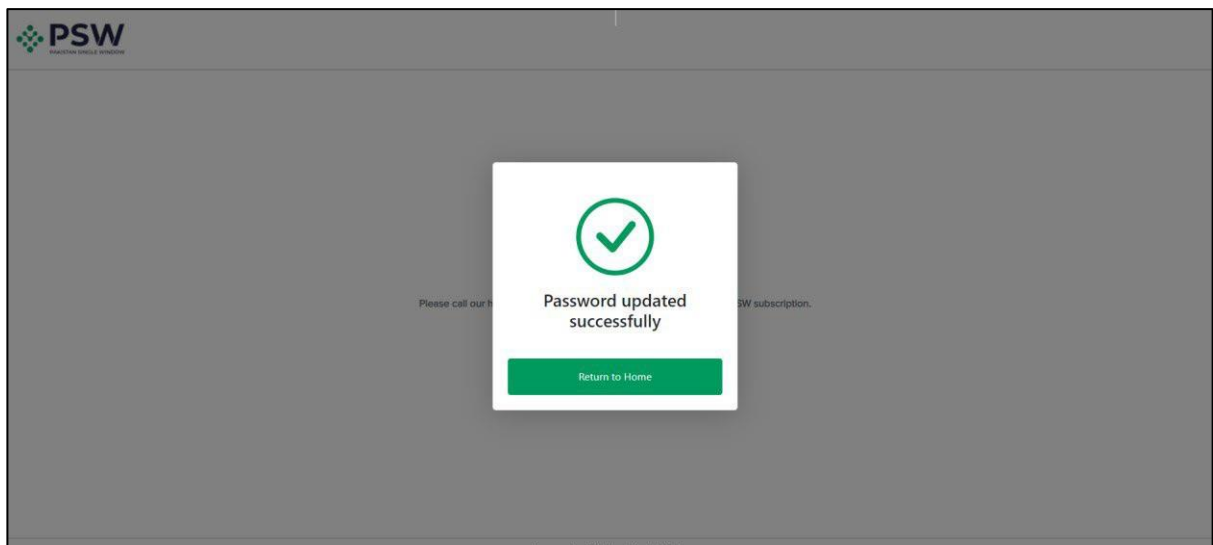 PSW
PAKISTAN SINGLE WINDOW
Please call our
SW subscription.
Password updated
successfully
Return to Home